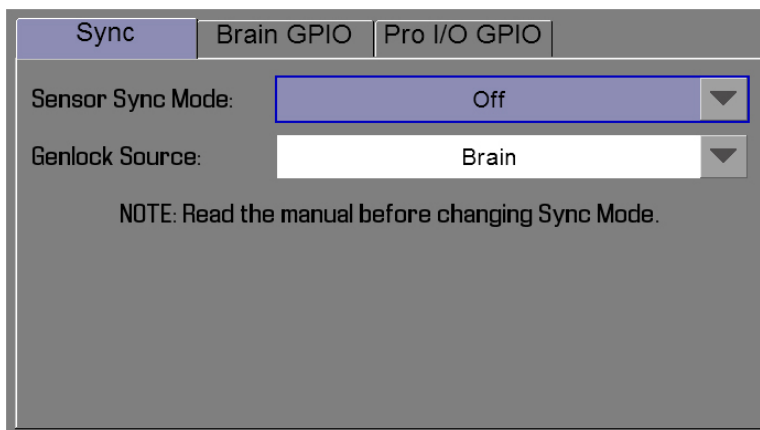 Sync Brain GPIO Pro I/O GPIO
Sensor Sync Mode: Off
Genlock Source: Brain
NOTE: Read the manual before changing Sync Mode.